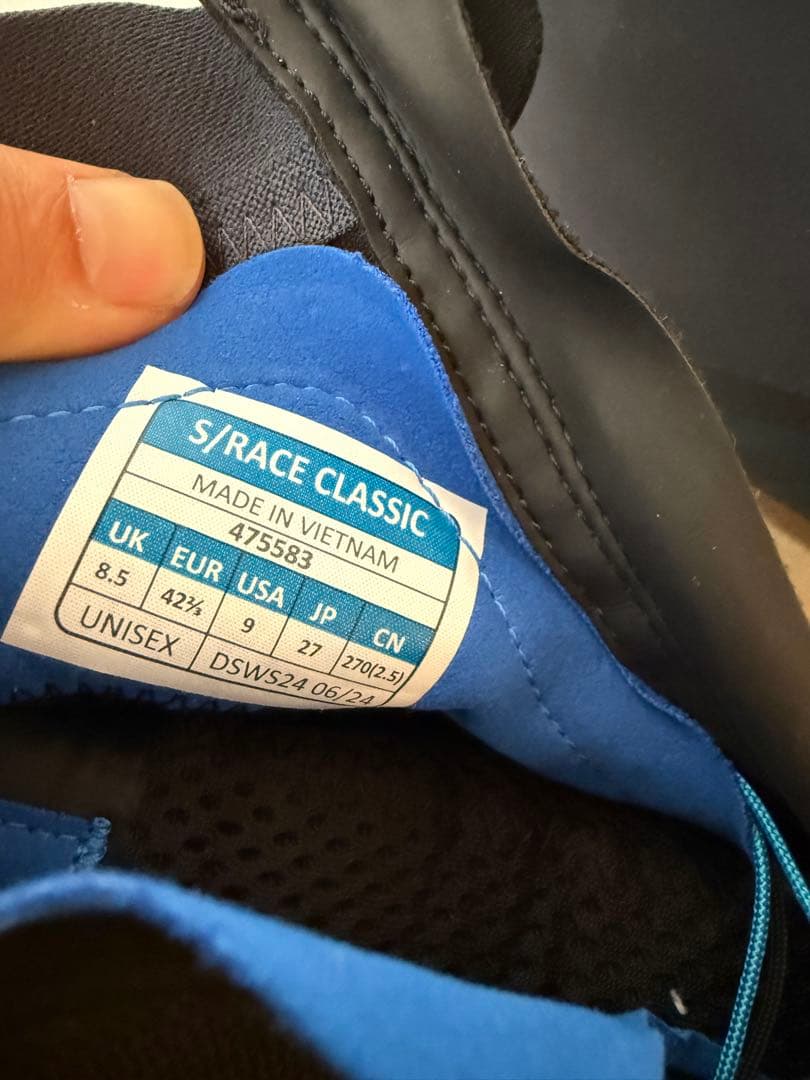 S/RACE CLASSIC
MADE IN VIETNAM
475583
UK EUR USA JP CN
8.5 42⅔ 9 27 270(2.5)
UNISEX DSWS24 06/24